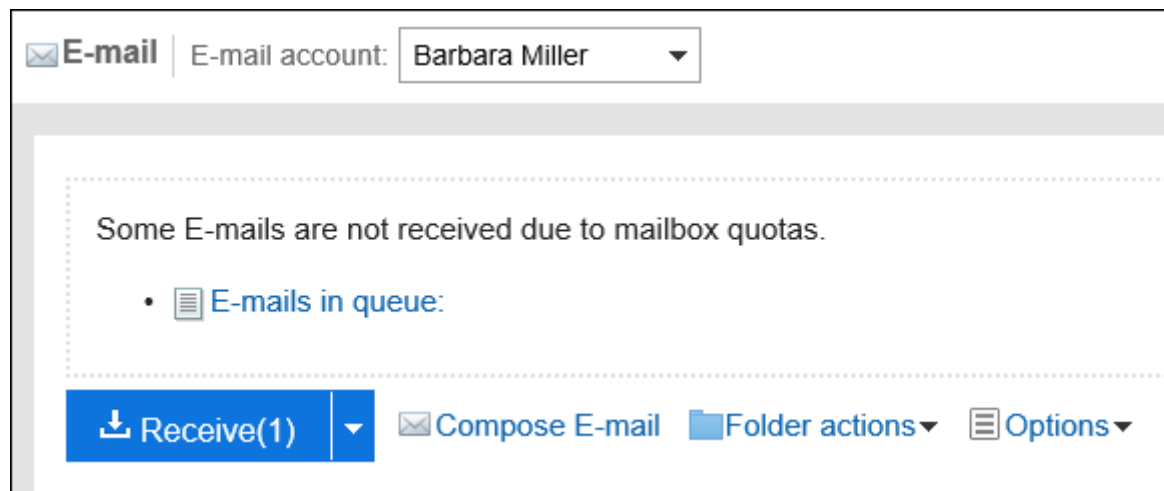 E-mail E-mail account: Barbara Miller
Some E-mails are not received due to mailbox quotas.
• E-mails in queue:
Receive(1) Compose E-mail Folder actions Options